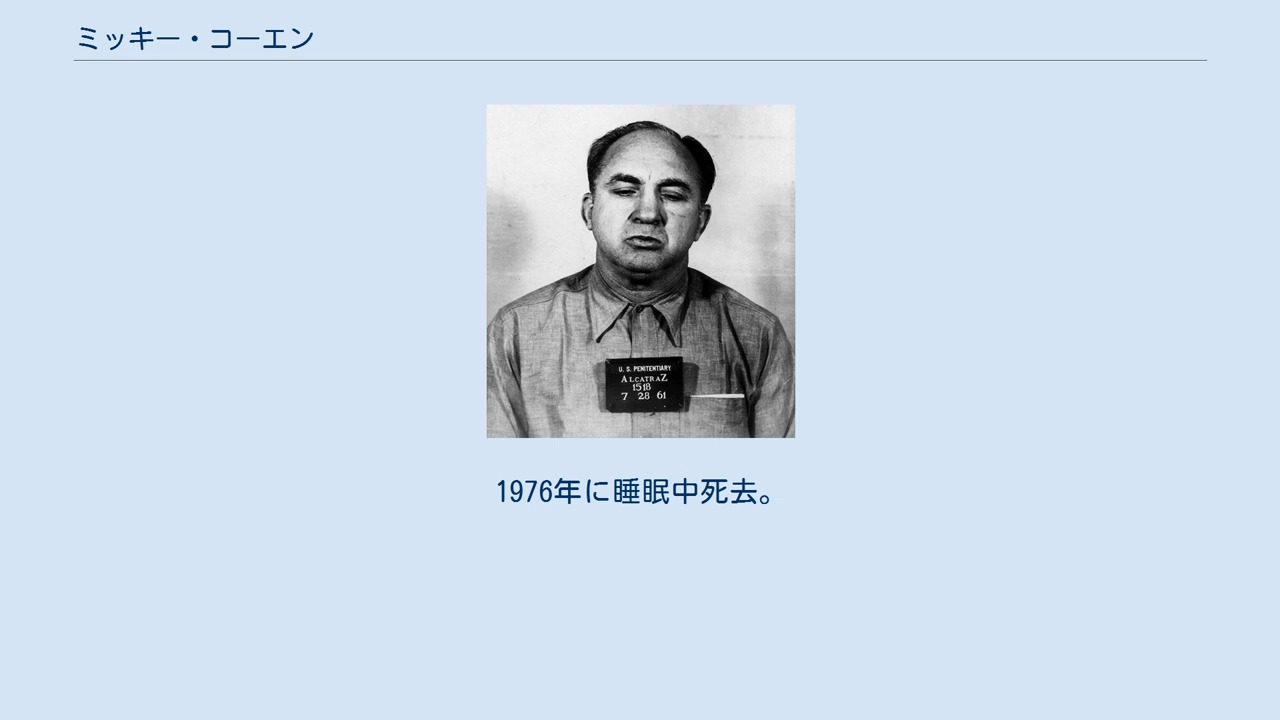 ミッキー・コーエン
U. S. PENITENTIARY
ALCATRAZ
1518
7 28 61
1976年に睡眠中死去。